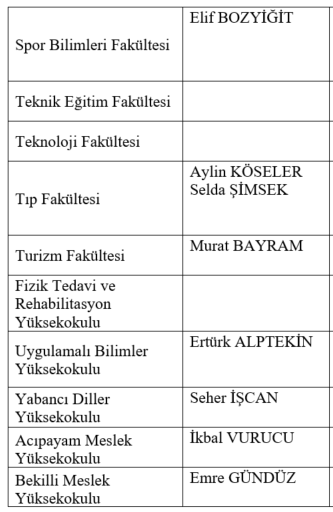 Spor Bilimleri Fakültesi
Elif BOZYİĞİT
Teknik Eğitim Fakültesi
Teknoloji Fakültesi
Tıp Fakültesi
Aylin KÖSELER
Selda ŞİMŞEK
Turizm Fakültesi
Murat BAYRAM
Fizik Tedavi ve
Rehabilitasyon
Yüksekokulu
Uygulamalı Bilimler
Yüksekokulu
Ertürk ALPTEKİN
Yabancı Diller
Yüksekokulu
Seher İŞCAN
Acıpayam Meslek
Yüksekokulu
İkbal VURUCU
Bekilli Meslek
Yüksekokulu
Emre GÜNDÜZ